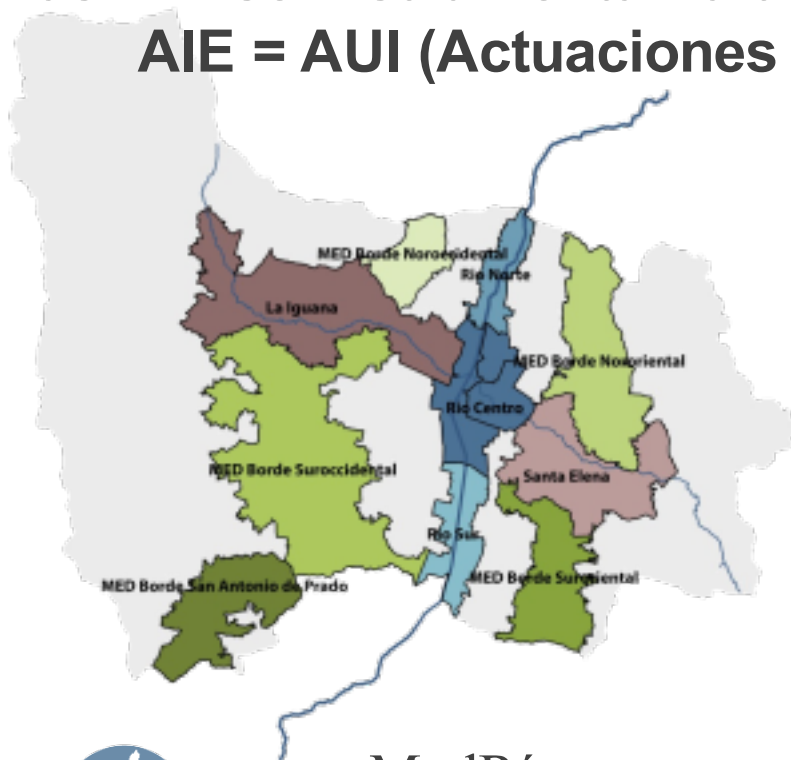 AIE = AUI (Actuaciones
MED Borde Noroccidental
Rio Norte
La Iguana
MED Borde Nororiental
Rio Centro
MED Borde Suroccidental
Santa Elena
Rio Sur
MED Borde Suroriental
MED Borde San Antonio de Prado